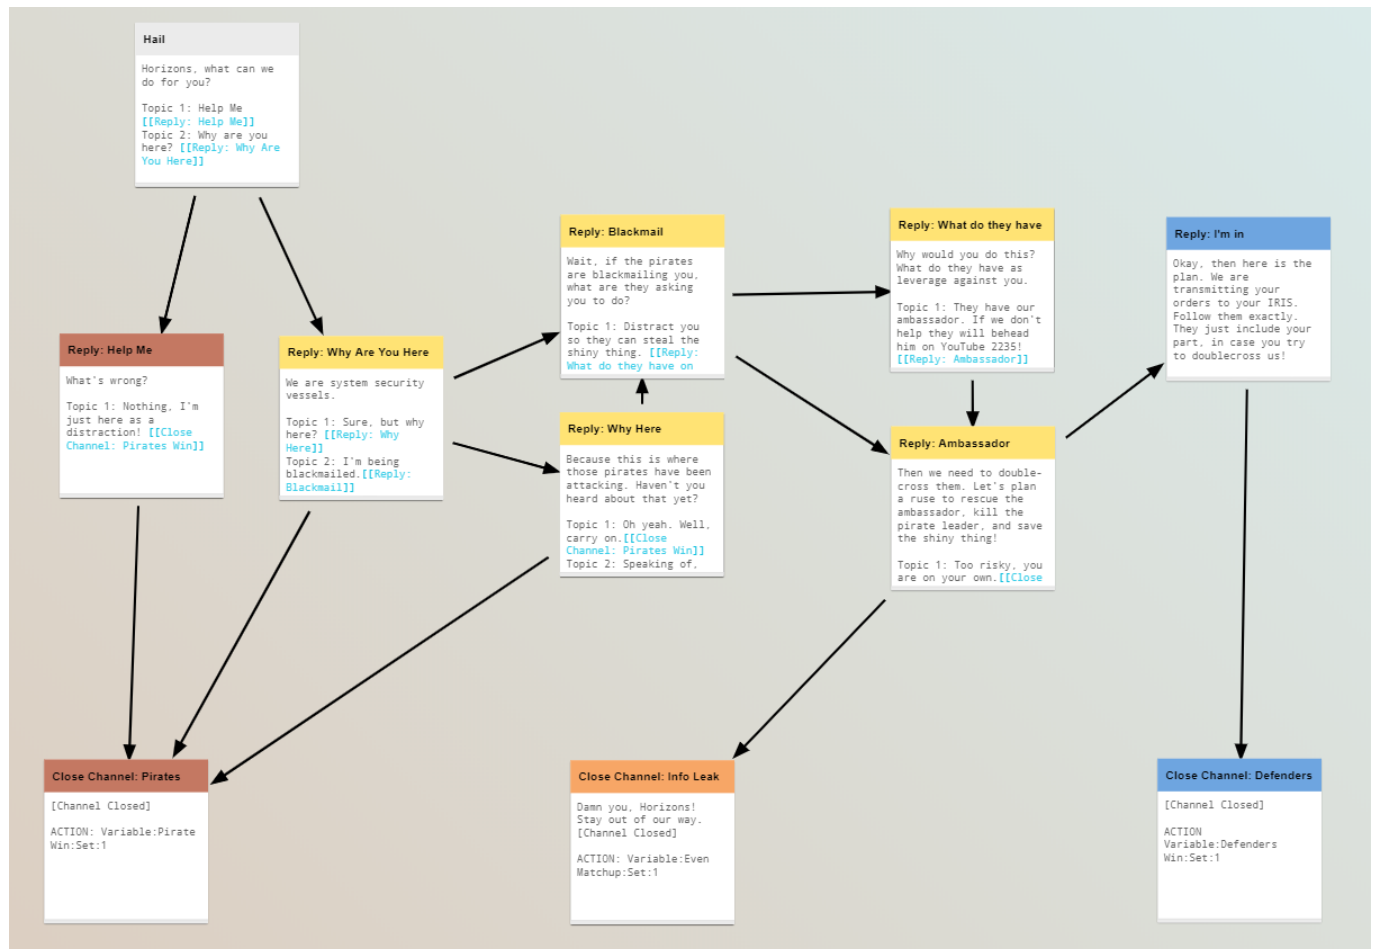 Hail
Horizons, what can we
do for you?
Topic 1: Help Me
[[Reply: Help Me]]
Topic 2: Why are you
here? [[Reply: Why Are
You Here]]
Reply: Help Me
What's wrong?
Topic 1: Nothing, I'm
just here as a
distraction! [[Close
Channel: Pirates Win]]
Reply: Why Are You Here
We are system security
vessels.
Topic 1: Sure, but why
here? [[Reply: Why
Here]]
Topic 2: I'm being
blackmailed.[[Reply:
Blackmail]]
Reply: Blackmail
Wait, if the pirates
are blackmailing you,
what are they asking
you to do?
Topic 1: Distract you
so they can steal the
shiny thing. [[Reply:
What do they have on
Reply: Why Here
Because this is where
those pirates have been
attacking. Haven't you
heard about that yet?
Topic 1: Oh yeah. Well,
carry on.[[Close
Channel: Pirates Win]]
Topic 2: Speaking of,
Reply: What do they have
Why would you do this?
What do they have as
leverage against you.
Topic 1: They have our
ambassador. If we don't
help they will behead
him on YouTube 2235!
[[Reply: Ambassador]]
Reply: Ambassador
Then we need to double-
cross them. Let's plan
a ruse to rescue the
ambassador, kill the
pirate leader, and save
the shiny thing!
Topic 1: Too risky, you
are on your own.[[Close
Reply: I'm in
Okay, then here is the
plan. We are
transmitting your
orders to your IRIS.
Follow them exactly.
They just include your
part, in case you try
to doublecross us!
Close Channel: Pirates
[Channel Closed]
ACTION: Variable:Pirate
Win:Set:1
Close Channel: Info Leak
Damn you, Horizons!
Stay out of our way.
[Channel Closed]
ACTION: Variable:Even
Matchup:Set:1
Close Channel: Defenders
[Channel Closed]
ACTION
Variable:Defenders
Win:Set:1